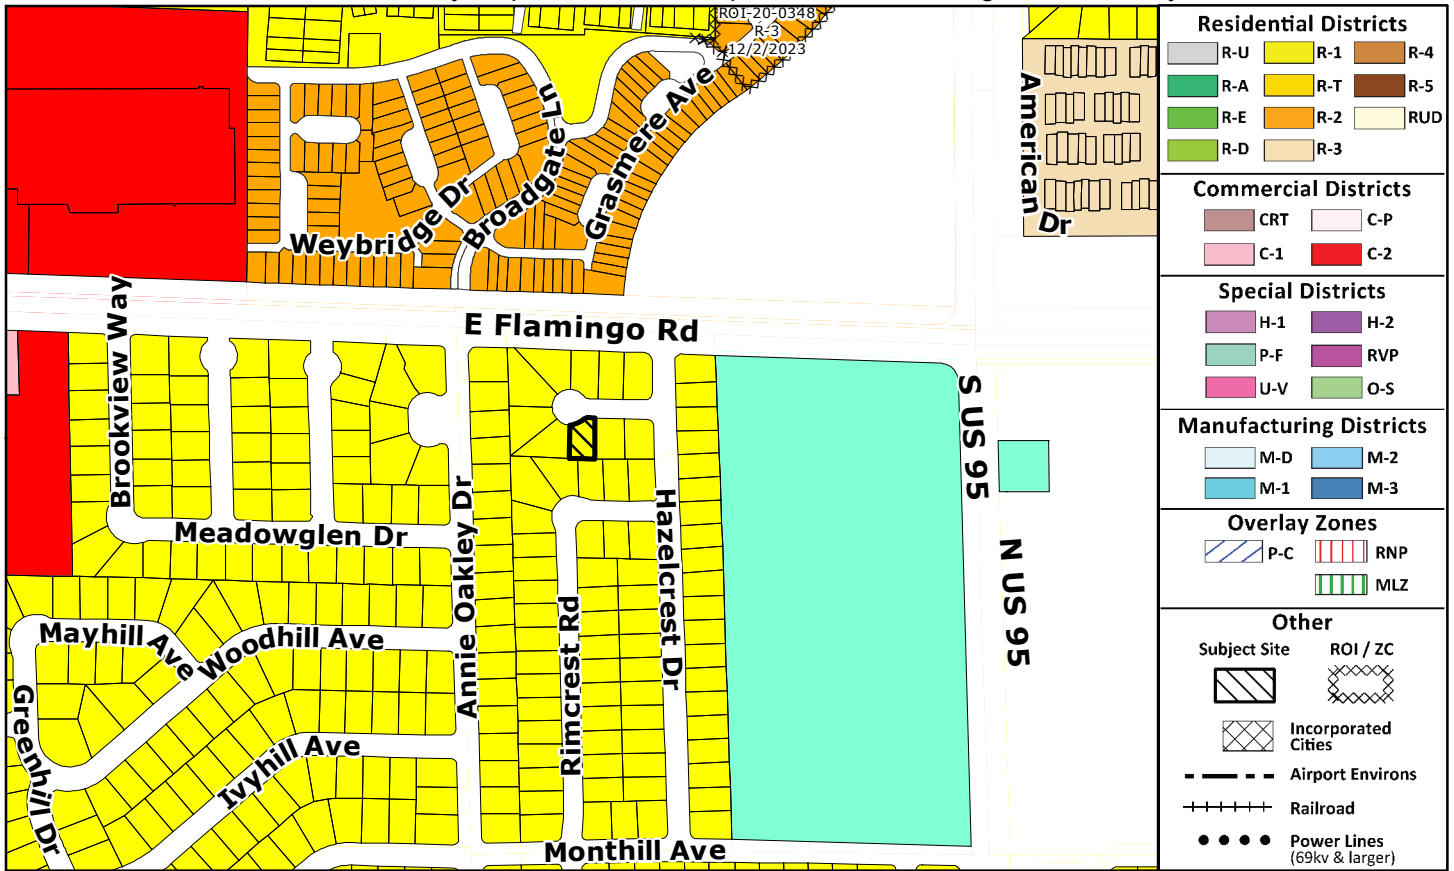 ROI-20-0348
R-3
12/2/2023
American Dr
Broadgate Ln
Grasmere Ave
Weybridge Dr
E Flamingo Rd
Brookview Way
S US 95
N US 95
Meadowglen Dr
Annie Oakley Dr
Hazelcrest Dr
Rimcrest Rd
Mayhill Ave
Woodhill Ave
Greenhill Dr
Ivyhill Ave
Monthill Ave
Residential Districts
R-U R-1 R-4
R-A R-T R-5
R-E R-2 RUD
R-D R-3
Commercial Districts
CRT C-P
C-1 C-2
Special Districts
H-1 H-2
P-F RVP
U-V O-S
Manufacturing Districts
M-D M-2
M-1 M-3
Overlay Zones
P-C RNP
MLZ
Other
Subject Site ROI / ZC
Incorporated
Cities
Airport Environs
Railroad
Power Lines
(69kv & larger)